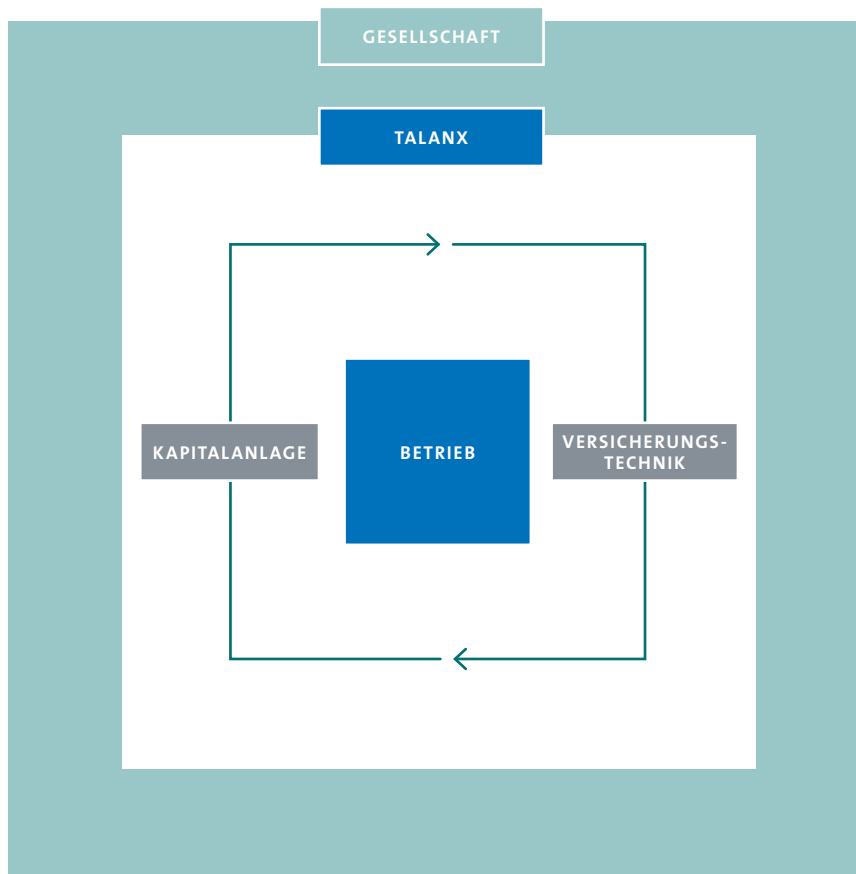 GESELLSCHAFT
TALANX
KAPITALANLAGE
BETRIEB
VERSICHERUNGS-
TECHNIK